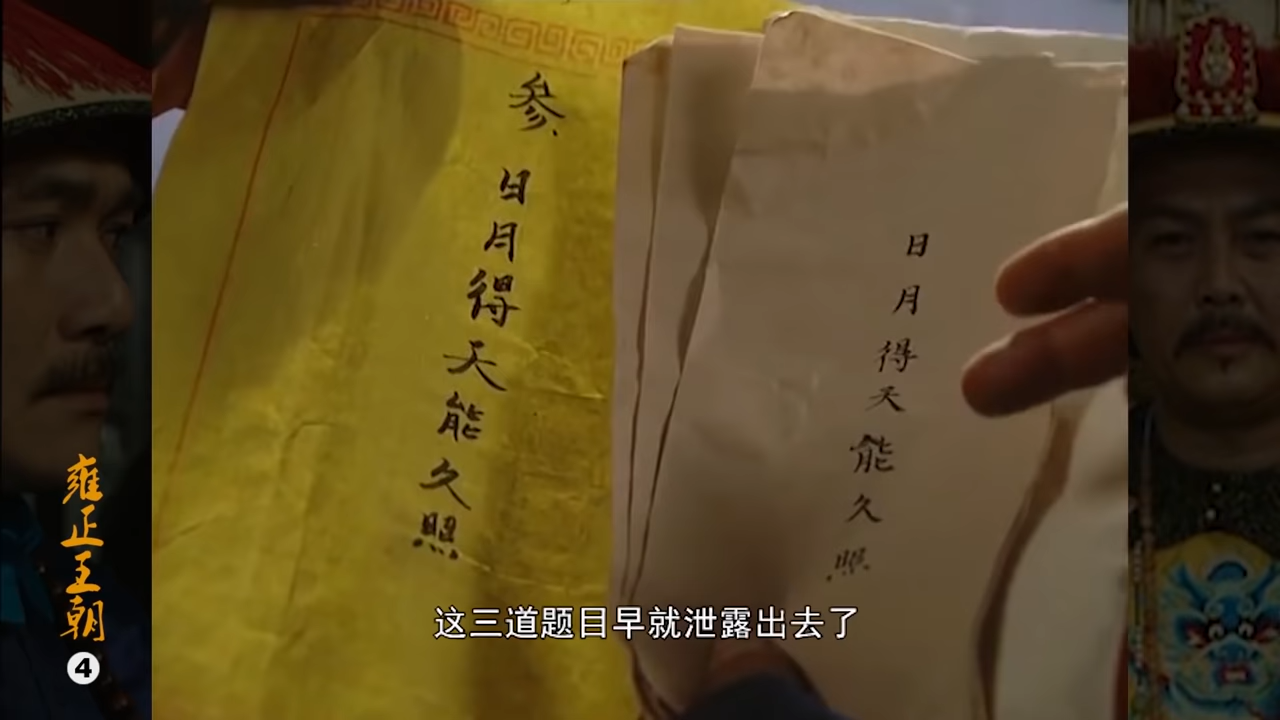 参、
日月得天能久照
日月得天能久照
这三道题目早就泄露出去了
雍正王朝
4